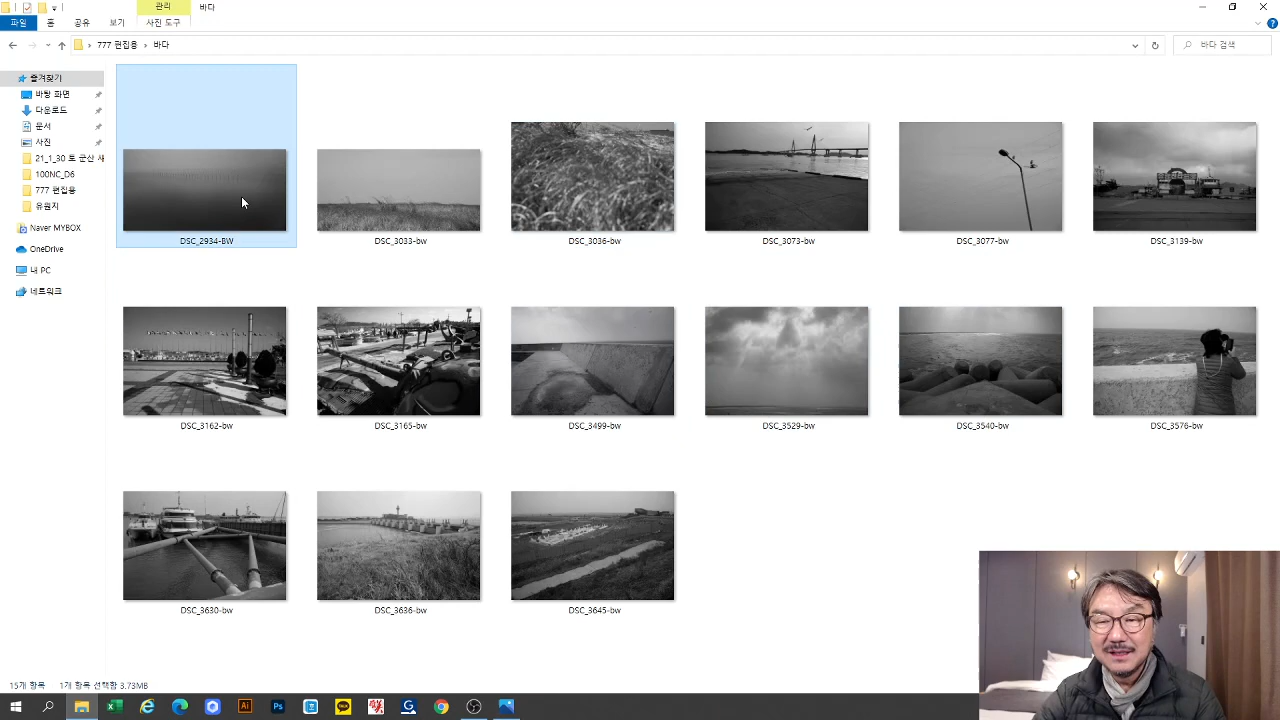 관리
바다
파일
홈
공유
보기
사진 도구
777 편집용 › 바다
바다 검색
즐겨찾기
바탕 화면
다운로드
문서
사진
21_1_30 토 군산 새
100NC_D6
777 편집용
유원지
Naver MYBOX
OneDrive
내 PC
네트워크
DSC_2934-BW
DSC_3033-bw
DSC_3036-bw
DSC_3073-bw
DSC_3077-bw
DSC_3139-bw
DSC_3162-bw
DSC_3165-bw
DSC_3499-bw
DSC_3529-bw
DSC_3540-bw
DSC_3576-bw
DSC_3630-bw
DSC_3636-bw
DSC_3645-bw
15개 항목
1개 항목 선택함 3.73MB
Ai
Ps
TALK